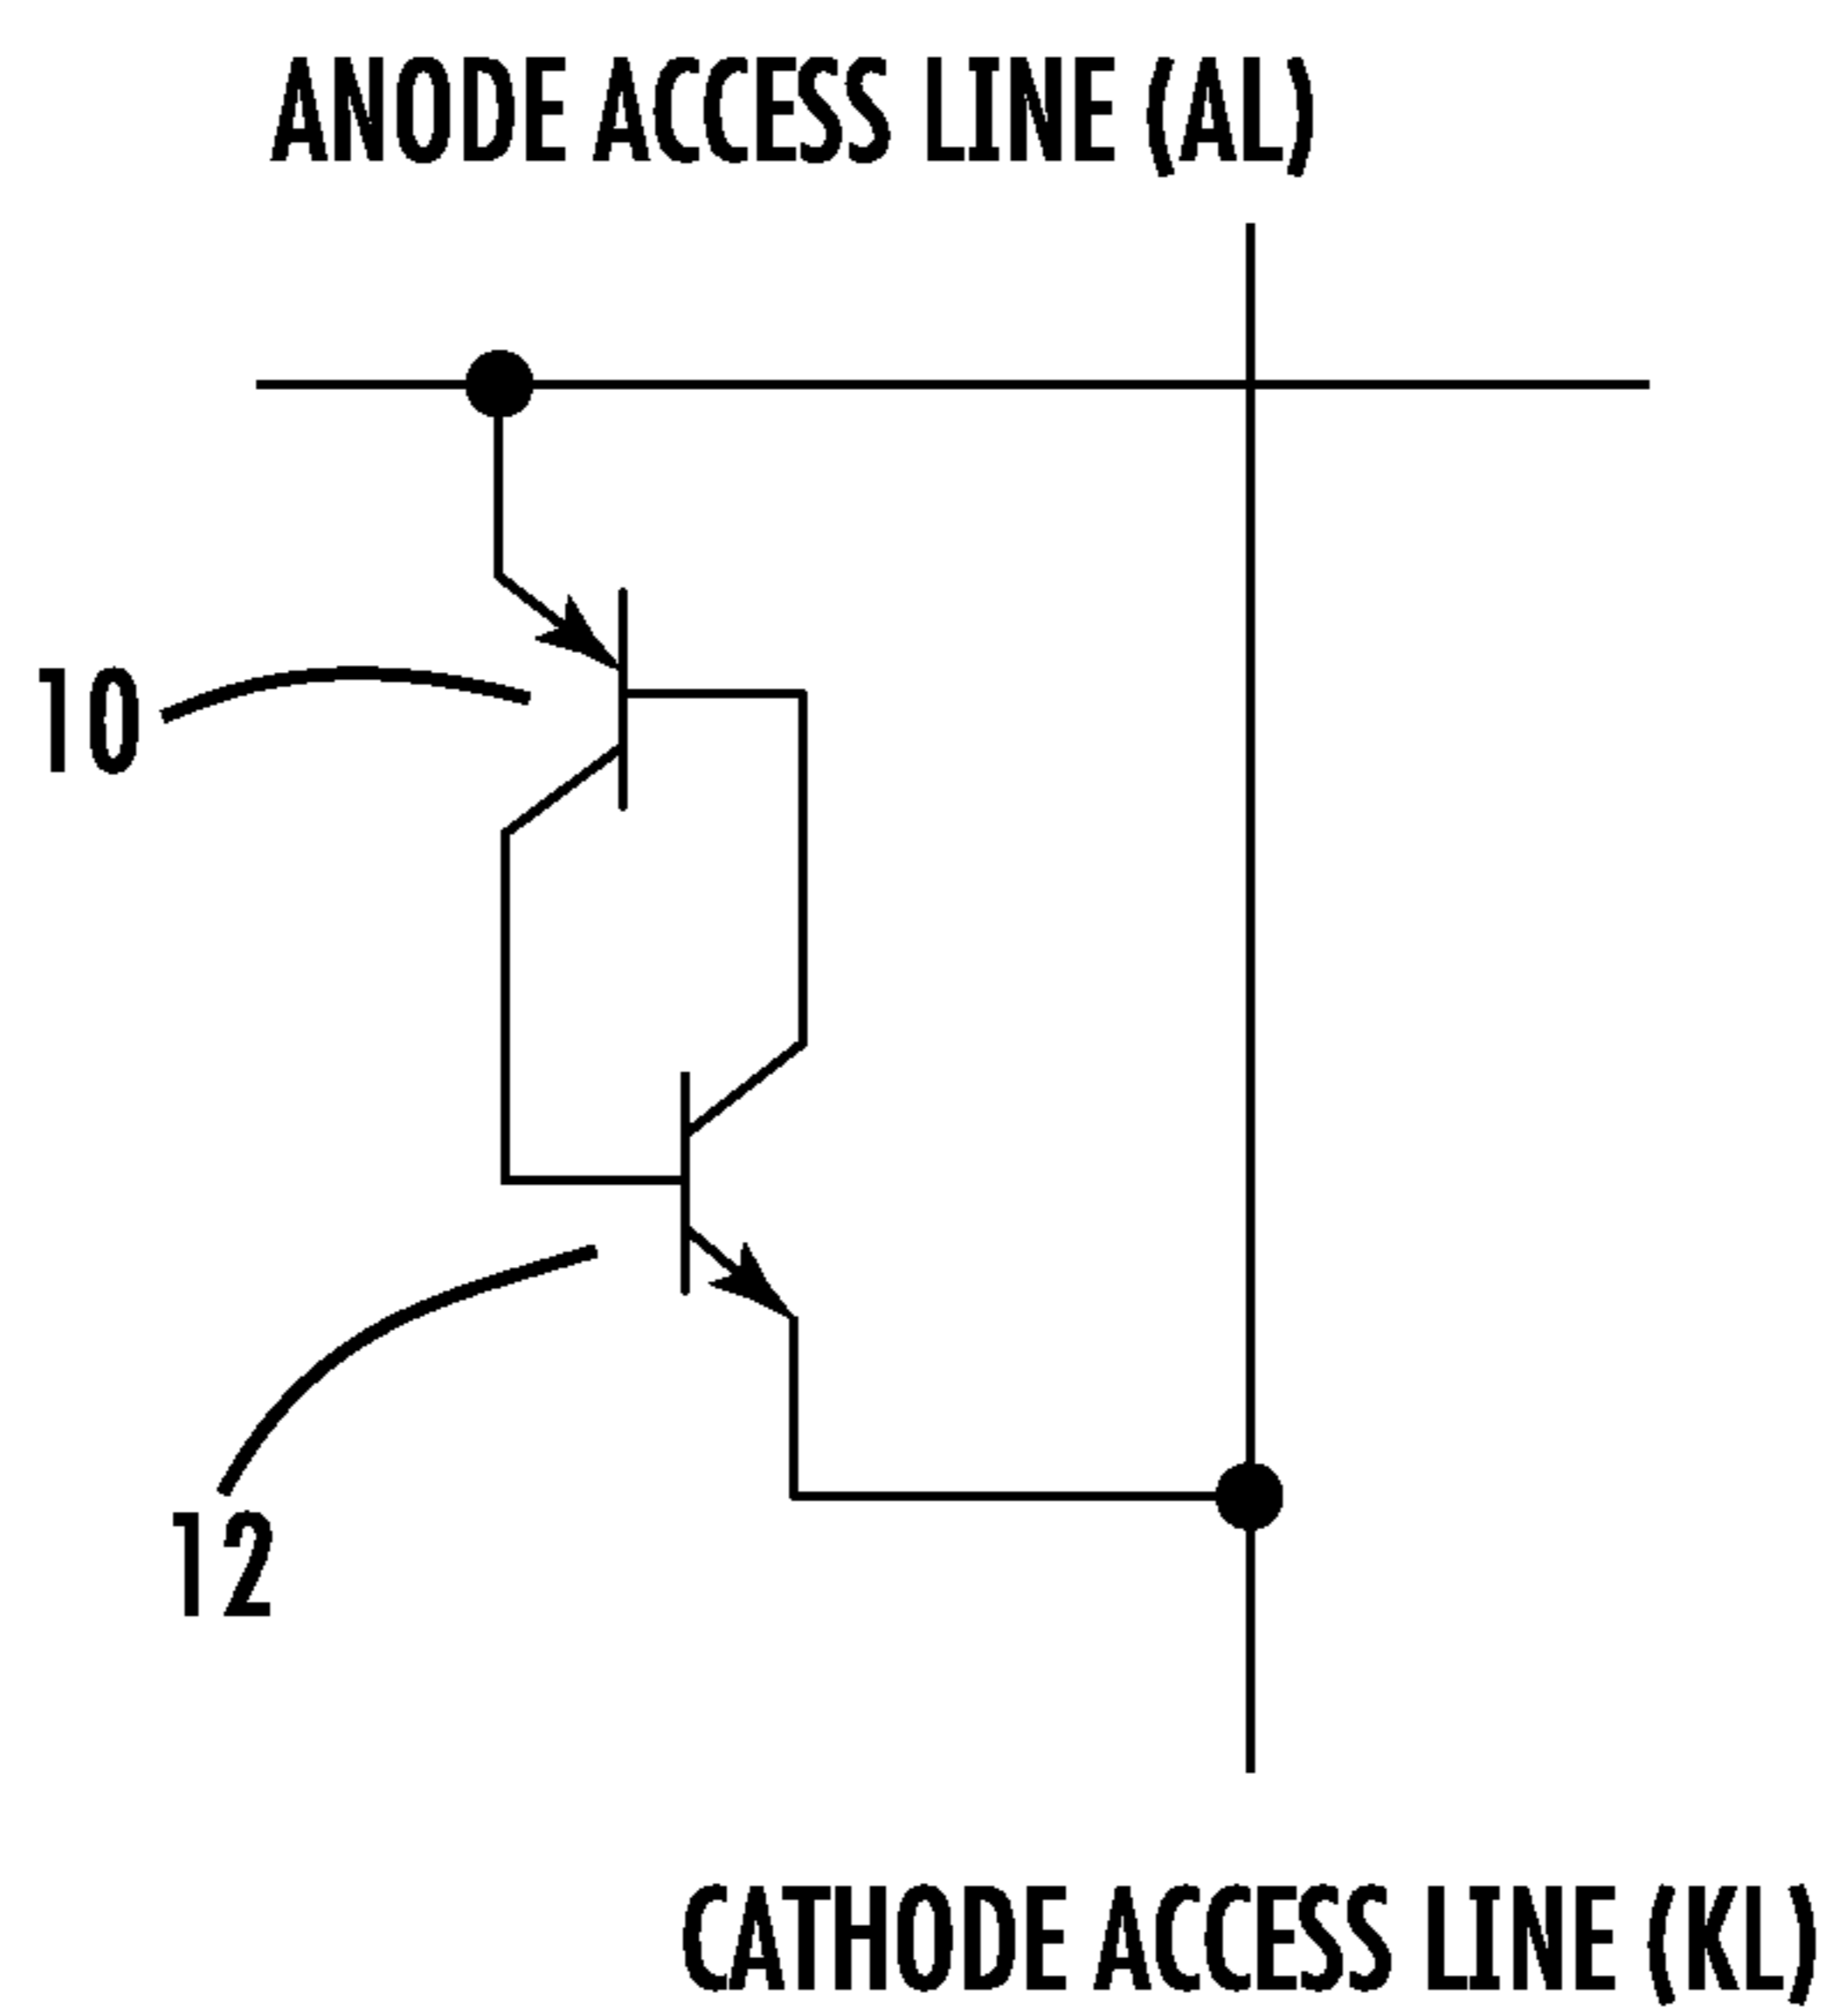 ANODE ACCESS LINE (AL)
10
12
CATHODE ACCESS LINE (KL)